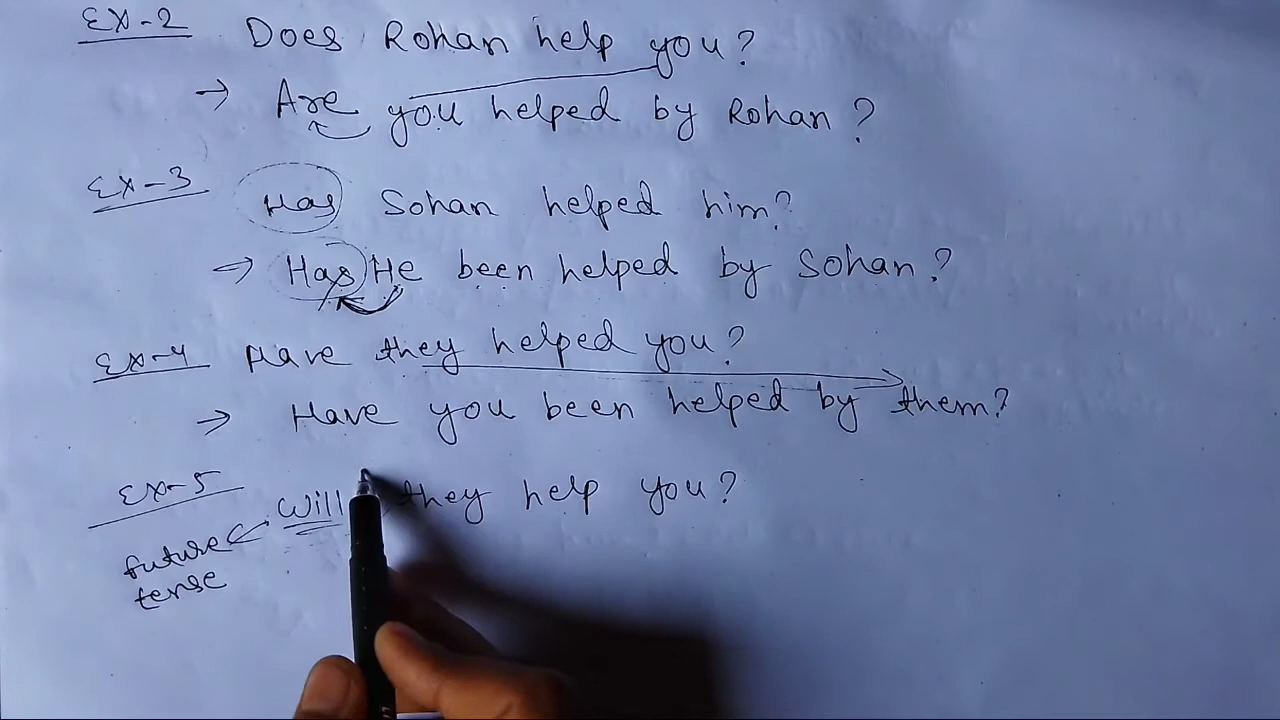 Ex-2 Does Rohan help you?
→ Are you helped by Rohan?
Ex-3 Has Sohan helped him?
→ Has He been helped by Sohan?
Ex-4 Have they helped you?
→ Have you been helped by them?
Ex-5 Will they help you?
future
tense